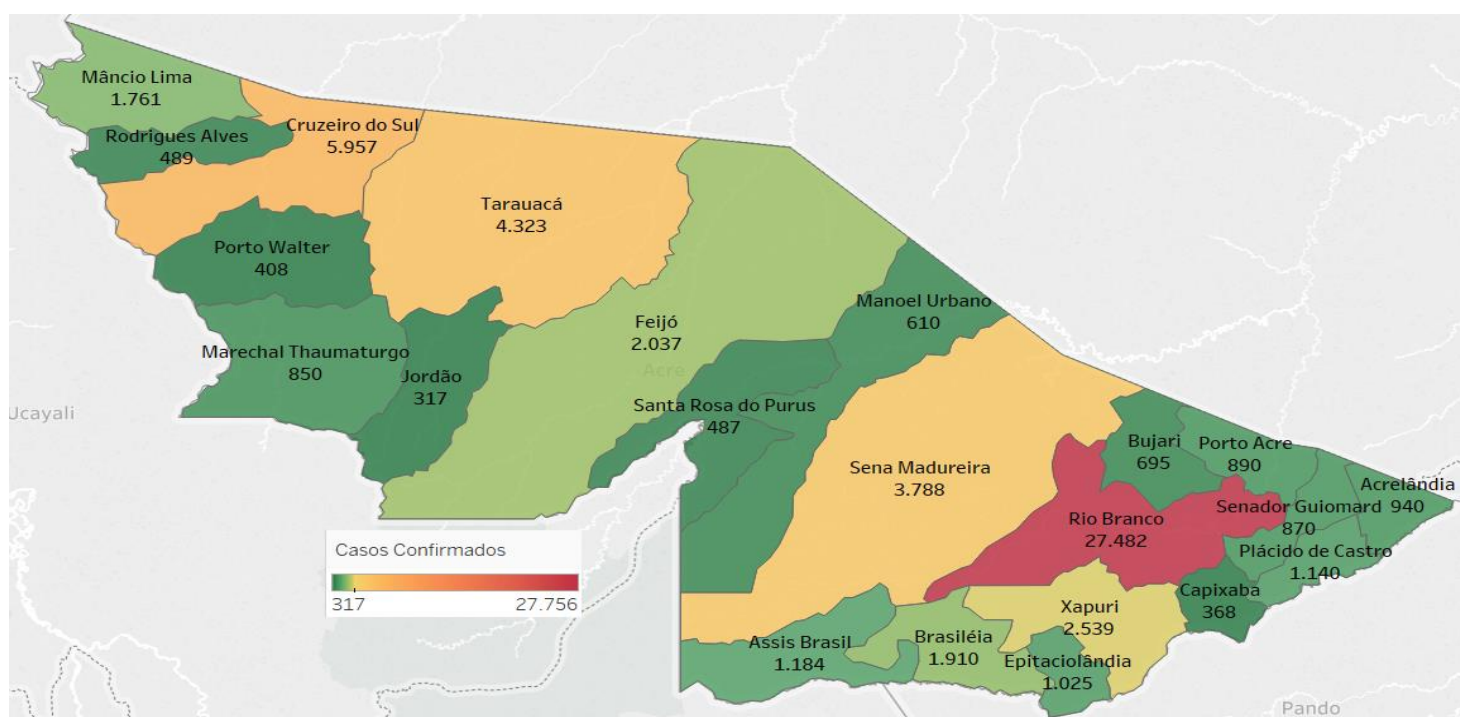 Mâncio Lima
1.761
Rodrigues Alves
489
Cruzeiro do Sul
5.957
Tarauacá
4.323
Porto Walter
408
Marechal Thaumaturgo
850
Jordão
317
Feijó
2.037
Acre
Manoel Urbano
610
Santa Rosa do Purus
487
Ucayali
Sena Madureira
3.788
Bujari
695
Porto Acre
890
Acrelândia
940
Senador Guiomard
870
Rio Branco
27.482
Plácido de Castro
1.140
Capixaba
368
Xapuri
2.539
Assis Brasil
1.184
Brasiléia
1.910
Epitaciolândia
1.025
Pando
Casos Confirmados
317 27.756